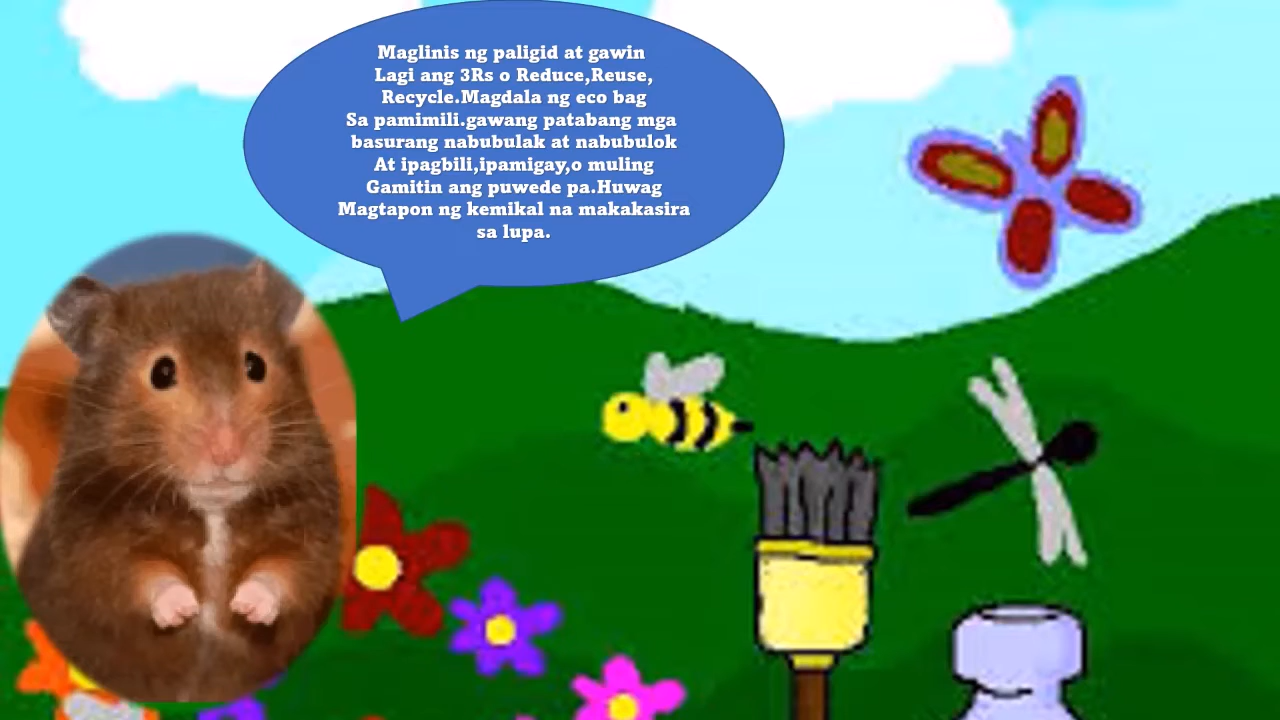 Maglinis ng paligid at gawin
Lagi ang 3Rs o Reduce,Reuse,
Recycle.Magdala ng eco bag
Sa pamimili.gawang patabang mga
basurang nabubulak at nabubulok
At ipagbili,ipamigay,o muling
Gamitin ang puwede pa.Huwag
Magtapon ng kemikal na makakasira
sa lupa.